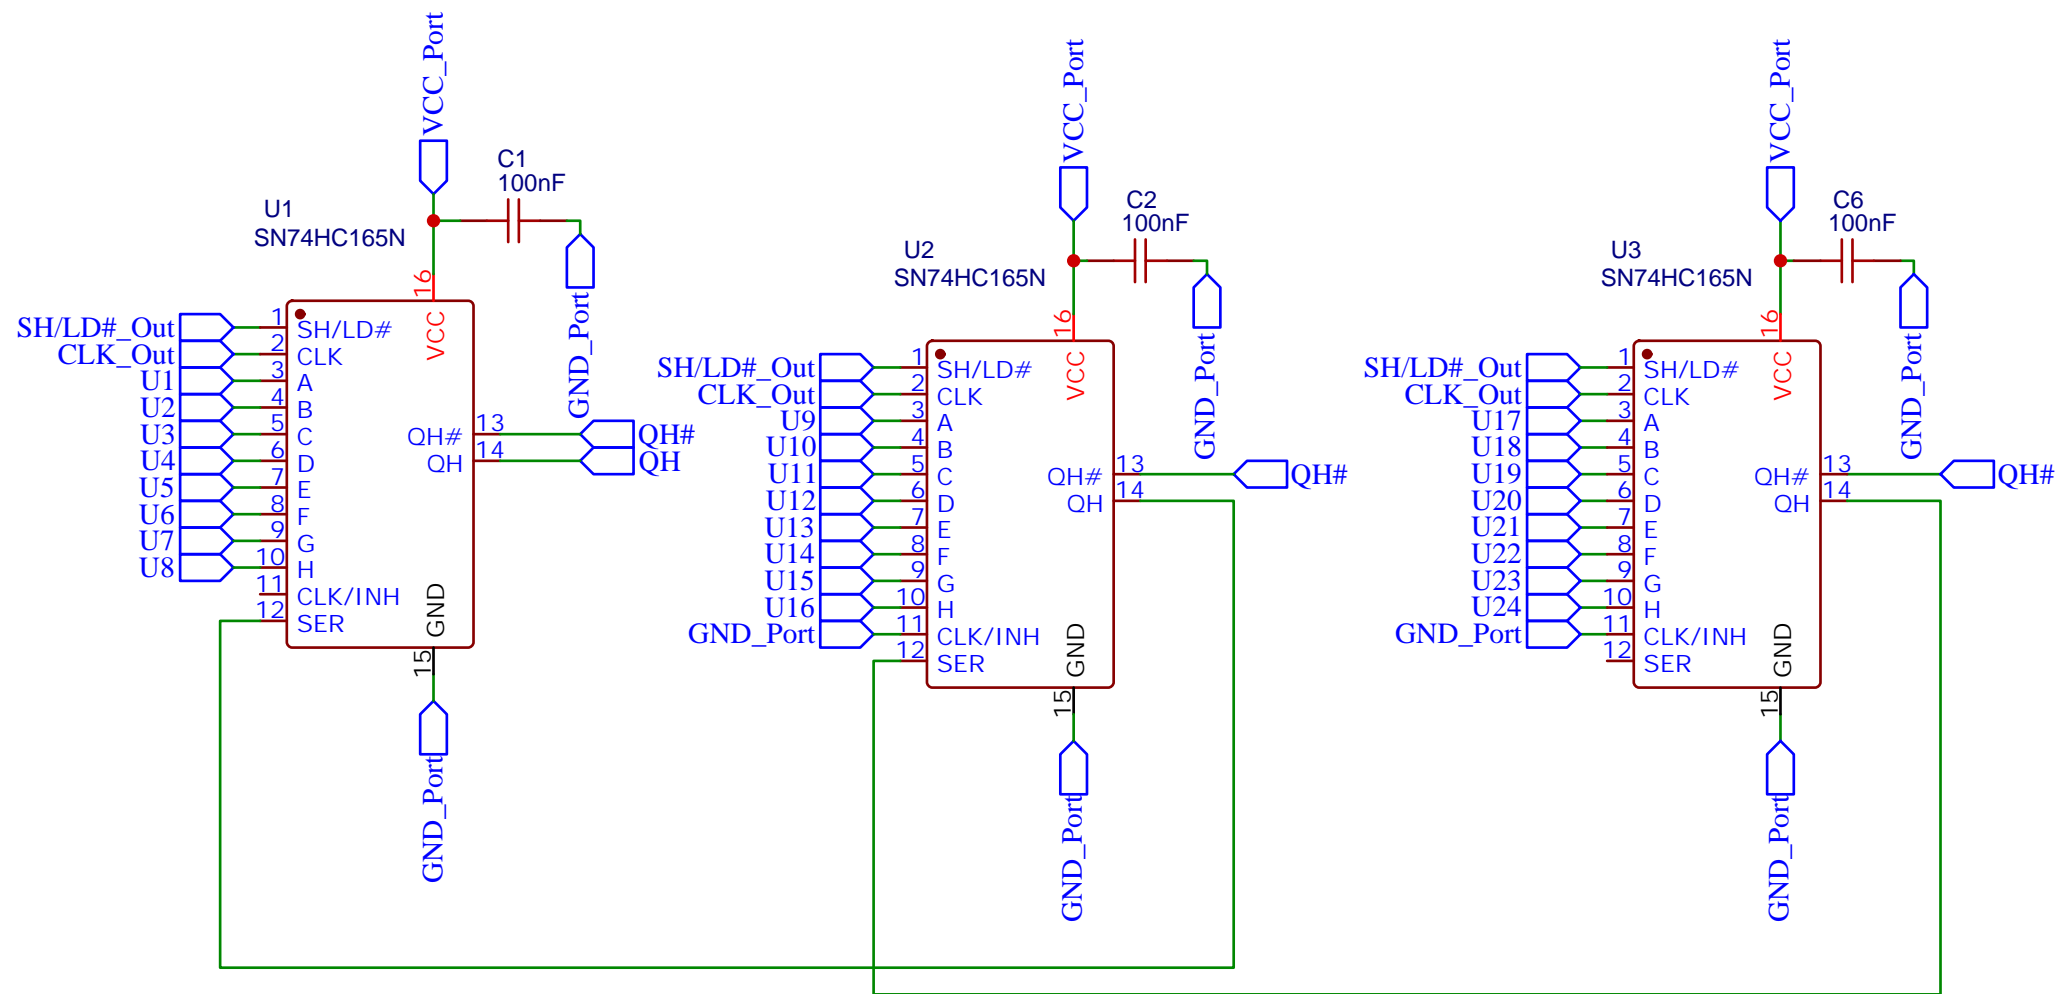 VCC_Port
C1
100nF
U1
SN74HC165N
GND_Port
16
VCC
SH/LD#_Out
1
SH/LD#
CLK_Out
2
CLK
U1
3
A
U2
4
B
U3
5
C
U4
6
D
U5
7
E
U6
8
F
U7
9
G
U8
10
H
11
CLK/INH
12
SER
QH#
13
QH#
QH
14
QH
GND
15
GND_Port
VCC_Port
C2
100nF
U2
SN74HC165N
GND_Port
16
VCC
SH/LD#_Out
1
SH/LD#
CLK_Out
2
CLK
U9
3
A
U10
4
B
U11
5
C
U12
6
D
U13
7
E
U14
8
F
U15
9
G
U16
10
H
GND_Port
11
CLK/INH
12
SER
QH#
13
QH#
QH
14
GND
15
GND_Port
VCC_Port
C6
100nF
U3
SN74HC165N
GND_Port
16
VCC
SH/LD#_Out
1
SH/LD#
CLK_Out
2
CLK
U17
3
A
U18
4
B
U19
5
C
U20
6
D
U21
7
E
U22
8
F
U23
9
G
U24
10
H
GND_Port
11
CLK/INH
12
SER
QH#
13
QH#
QH
14
GND
15
GND_Port